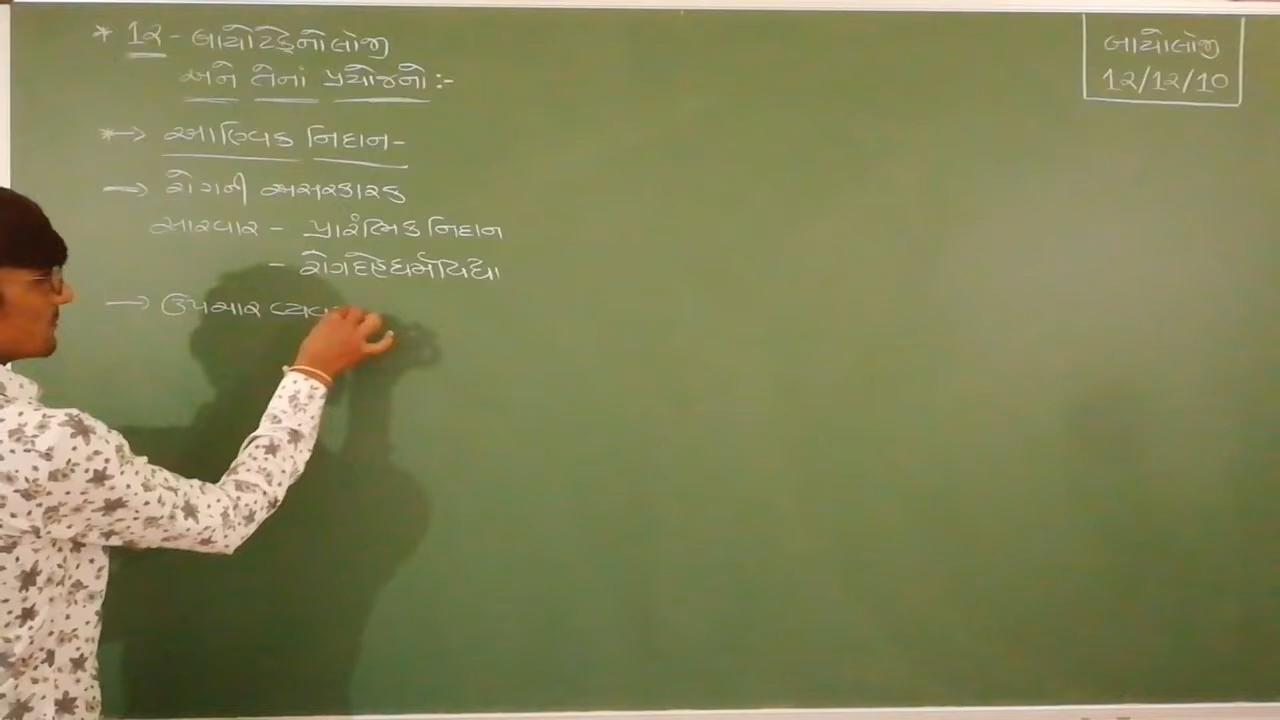 * ૧૨ - બાયોટેકનોલોજી
અને તેનાં પ્રયોજનો :-
*→ આણ્વિક નિદાન-
→ રોગની અસરકારક
સારવાર - પ્રારંભિક નિદાન
- રોગદેહધર્મવિદ્યા
→ ઉપચાર
બાયોલોજી
૧૨/૧૨/૧૦